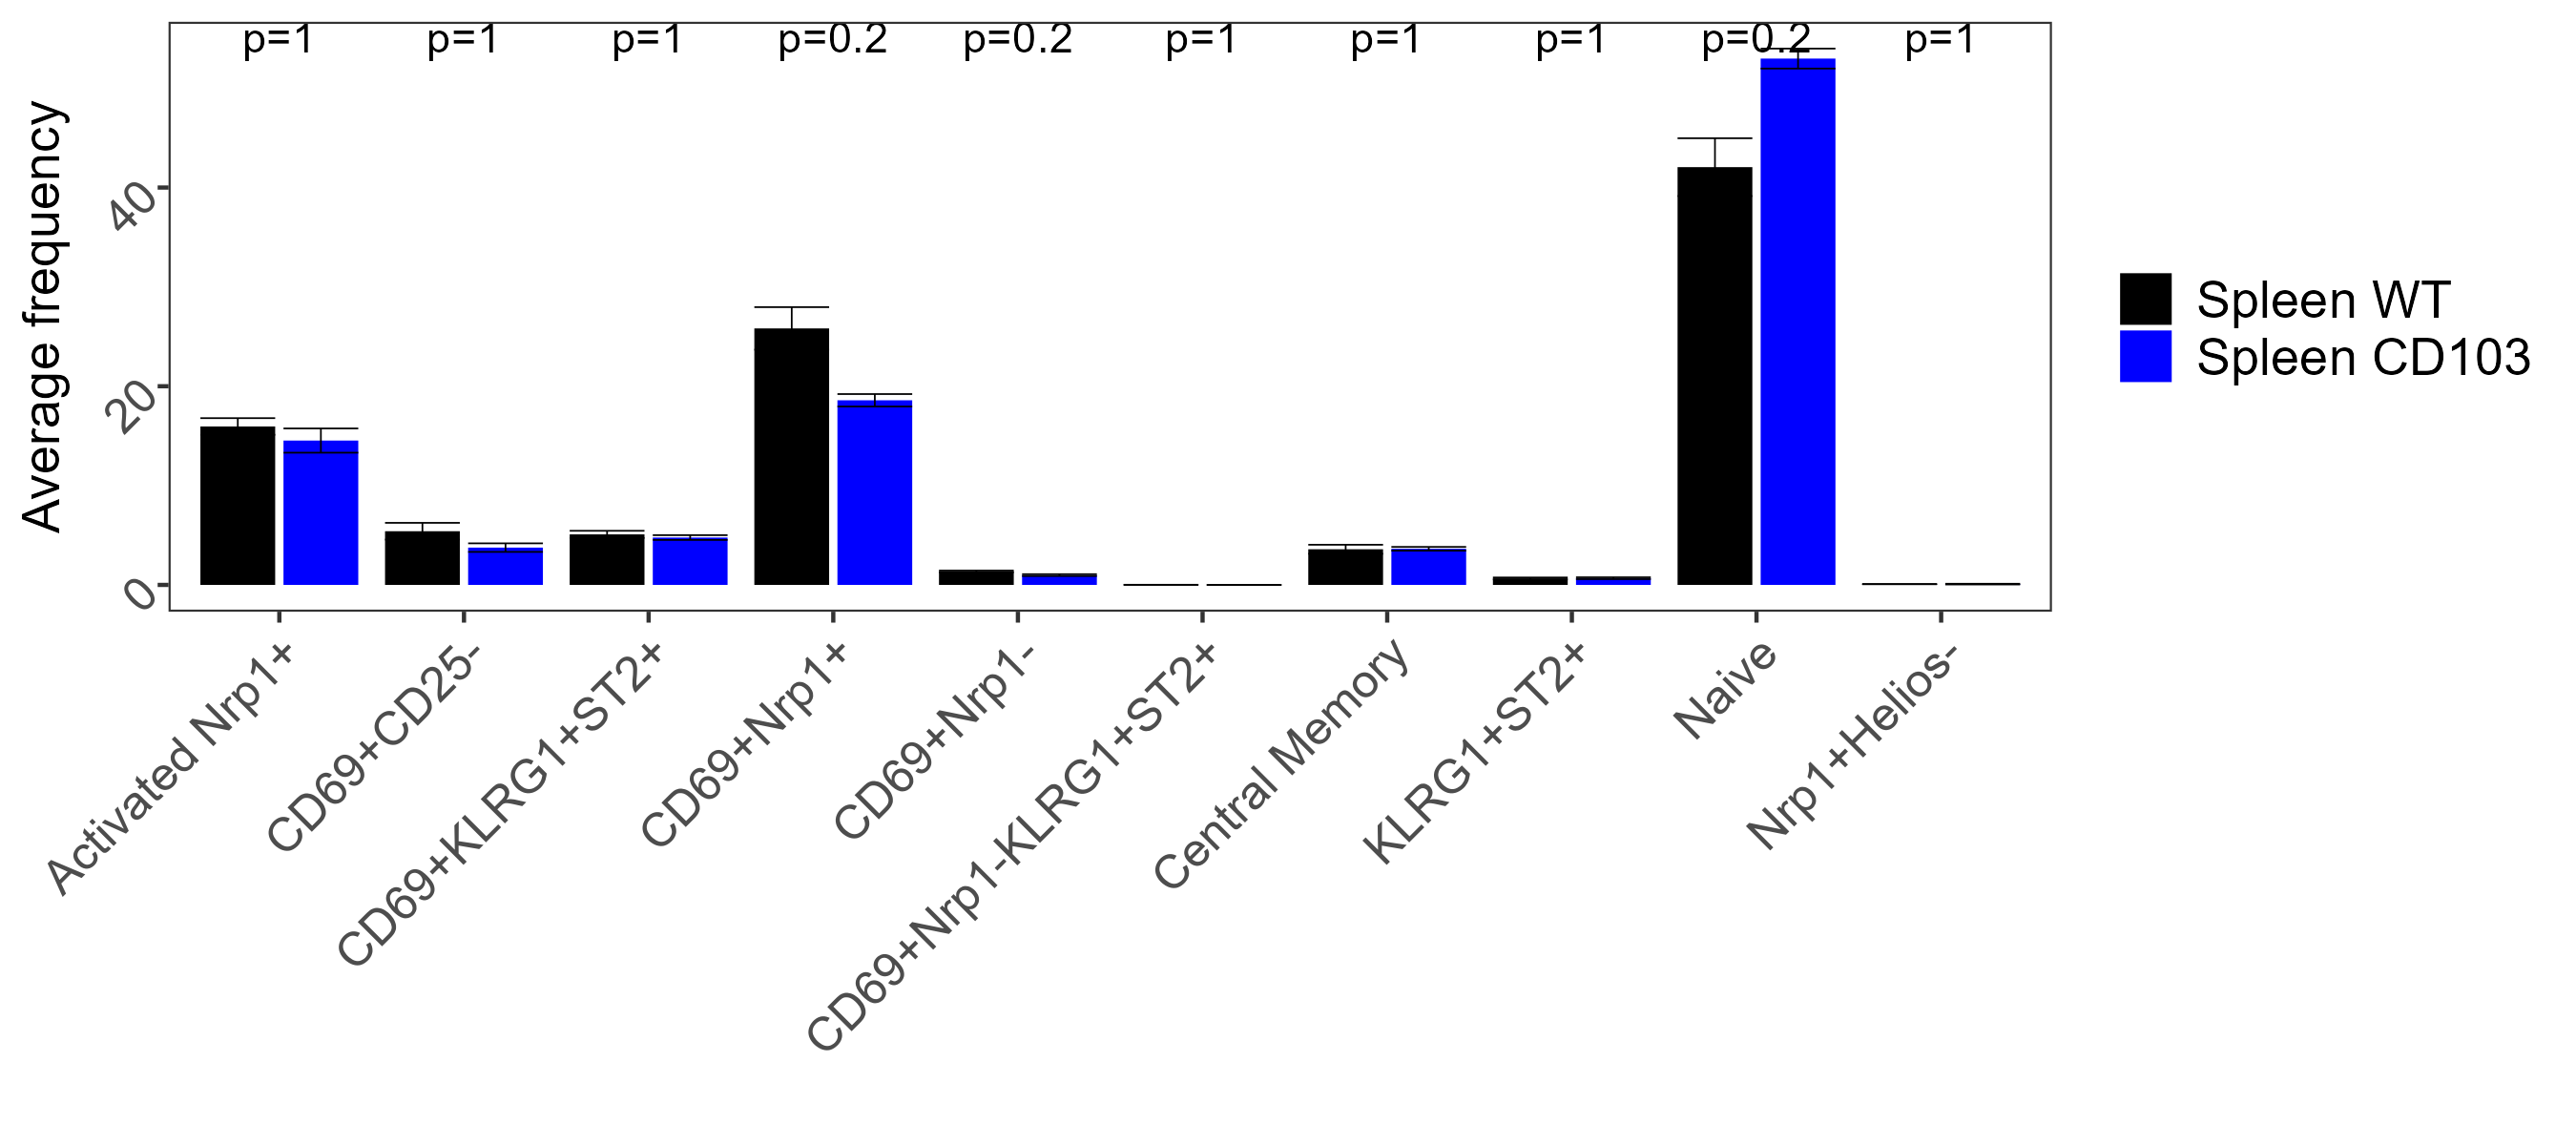 p=1 p=1 p=1 p=0.2 p=0.2 p=1 p=1 p=1 p=0.2 p=1
Average frequency
40
20
0
Spleen WT
Spleen CD103
Activated Nrp1+
CD69+CD25-
CD69+KLRG1+ST2+
CD69+Nrp1+
CD69+Nrp1-
CD69+Nrp1-KLRG1+ST2+
Central Memory
KLRG1+ST2+
Naive
Nrp1+Helios-